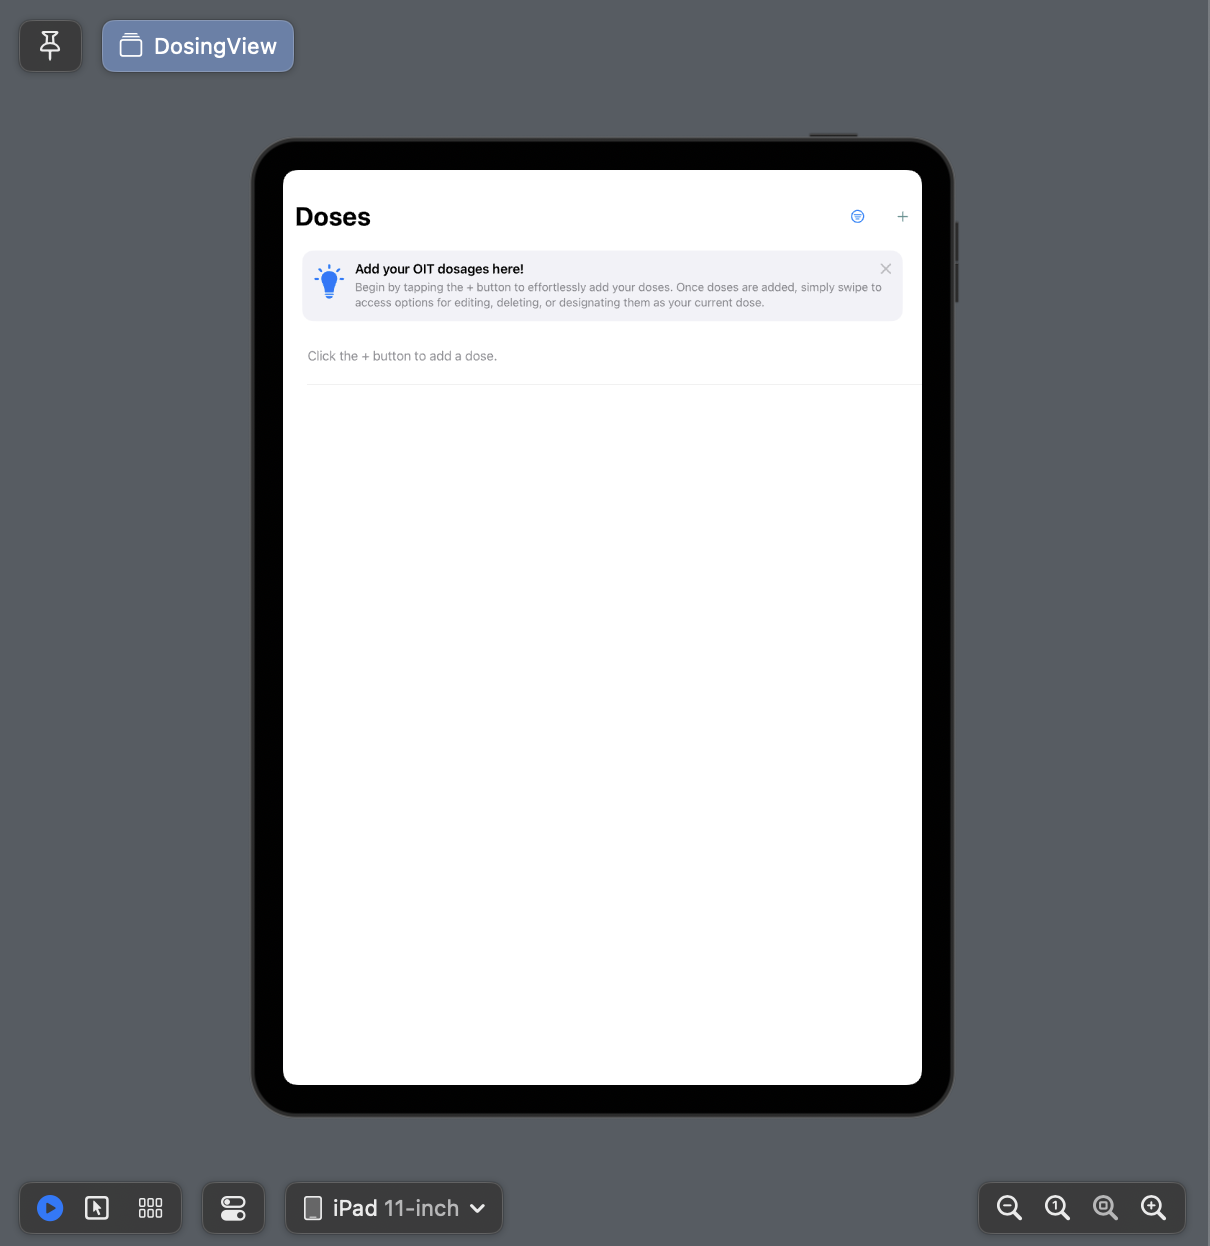 DosingView
Doses
Add your OIT dosages here!
Begin by tapping the + button to effortlessly add your doses. Once doses are added, simply swipe to
access options for editing, deleting, or designating them as your current dose.
Click the + button to add a dose.
iPad 11-inch
1